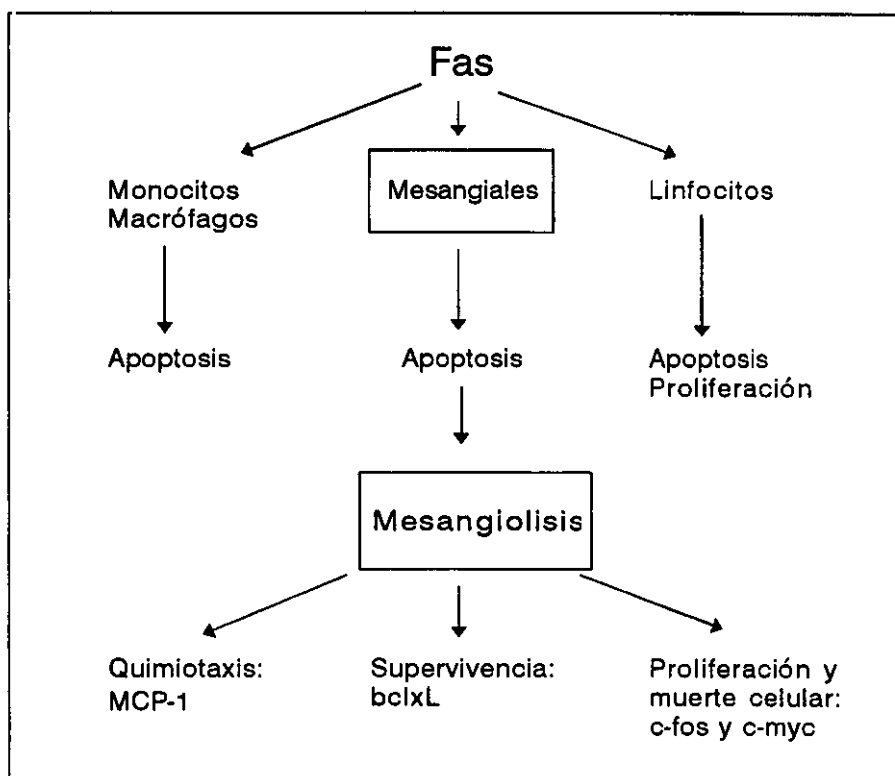 Fas
Monocitos
Macrófagos
Mesangiales
Linfocitos
Apoptosis
Apoptosis
Apoptosis
Proliferación
Mesangiolisis
Quimiotaxis:
MCP-1
Supervivencia:
bclxL
Proliferación y
muerte celular:
c-fos y c-myc